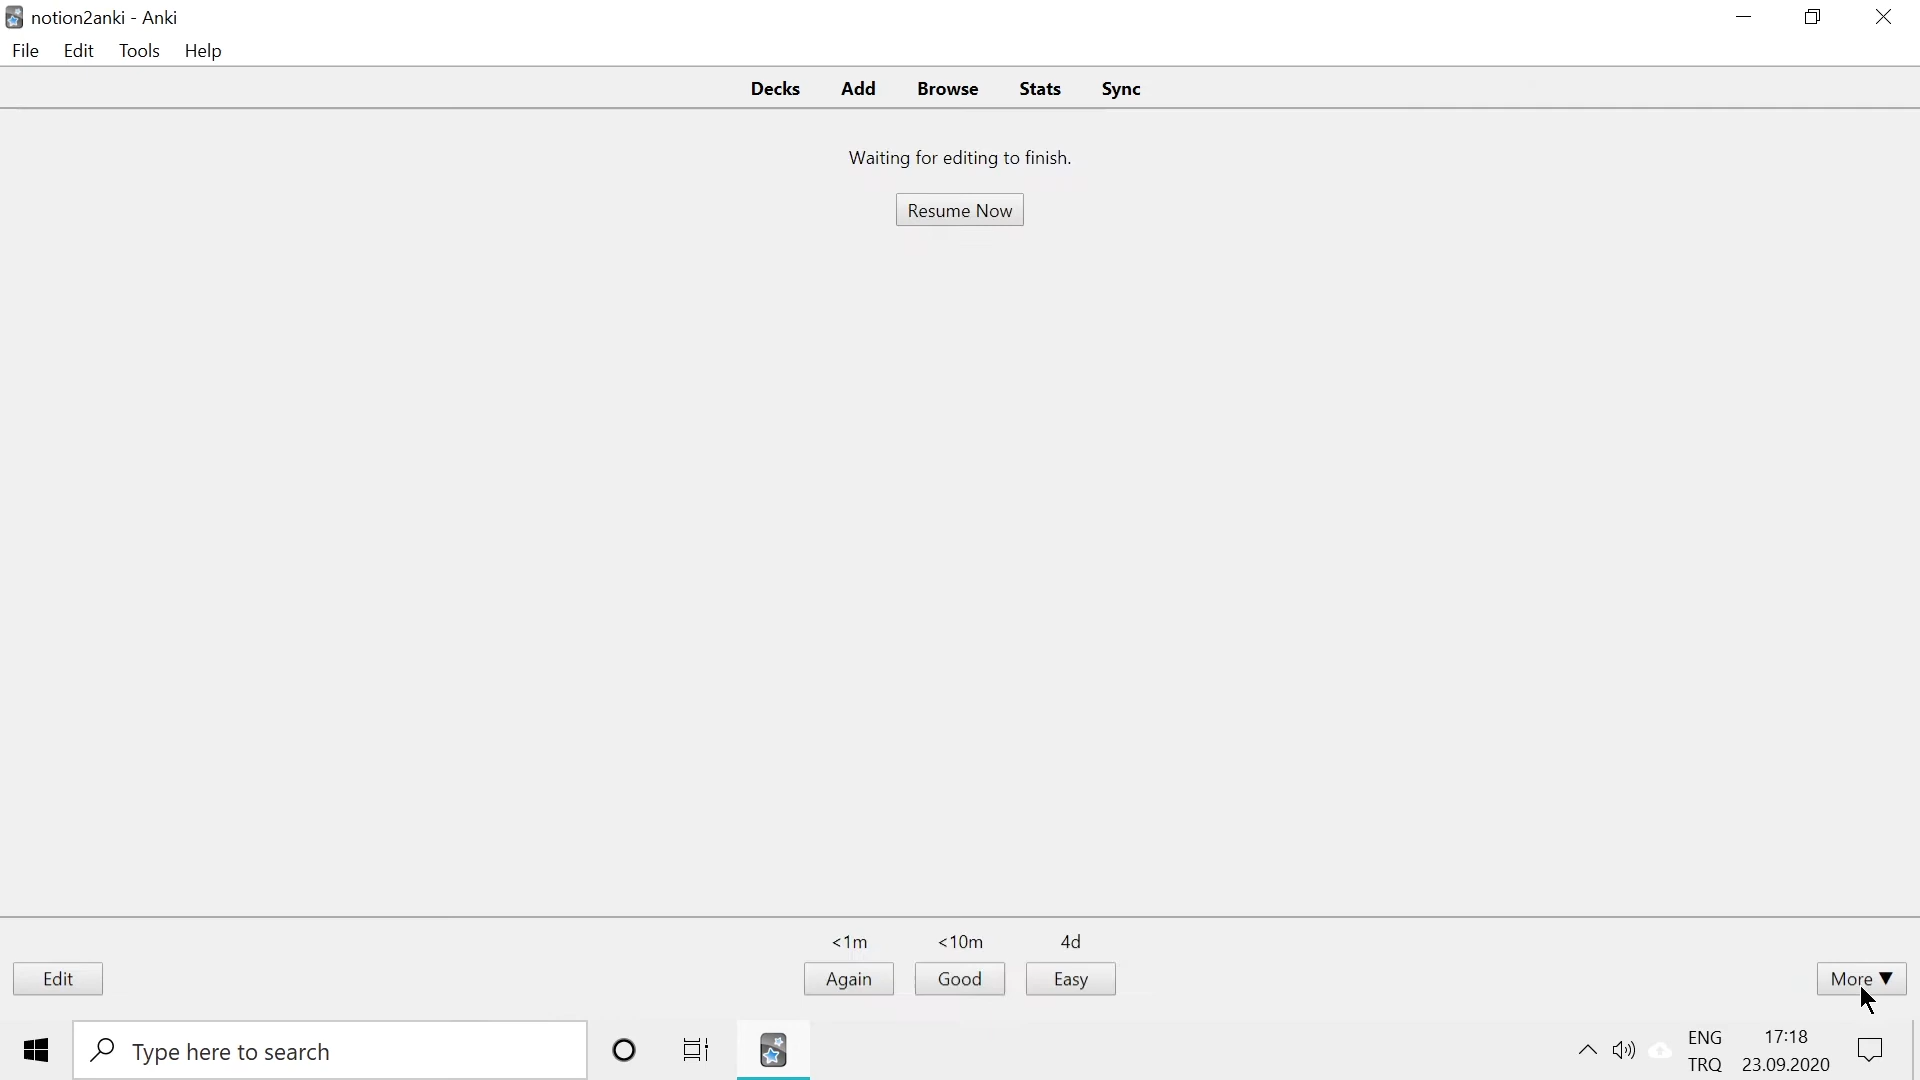 notion2anki - Anki
File Edit Tools Help
Decks Add Browse Stats Sync
Waiting for editing to finish.
Resume Now
<1m <10m 4d
Edit Again Good Easy More ▼
Type here to search
ENG 17:18
TRQ 23.09.2020